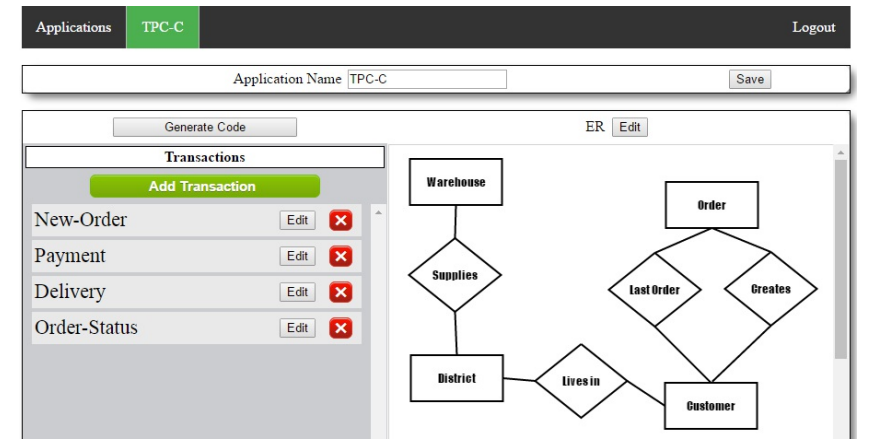 Applications TPC-C Logout
Application Name TPC-C Save
Generate Code
ER Edit
Transactions
Add Transaction
New-Order Edit
Payment Edit
Delivery Edit
Order-Status Edit
Warehouse
Order
Supplies
Last Order
Creates
District
Lives in
Customer